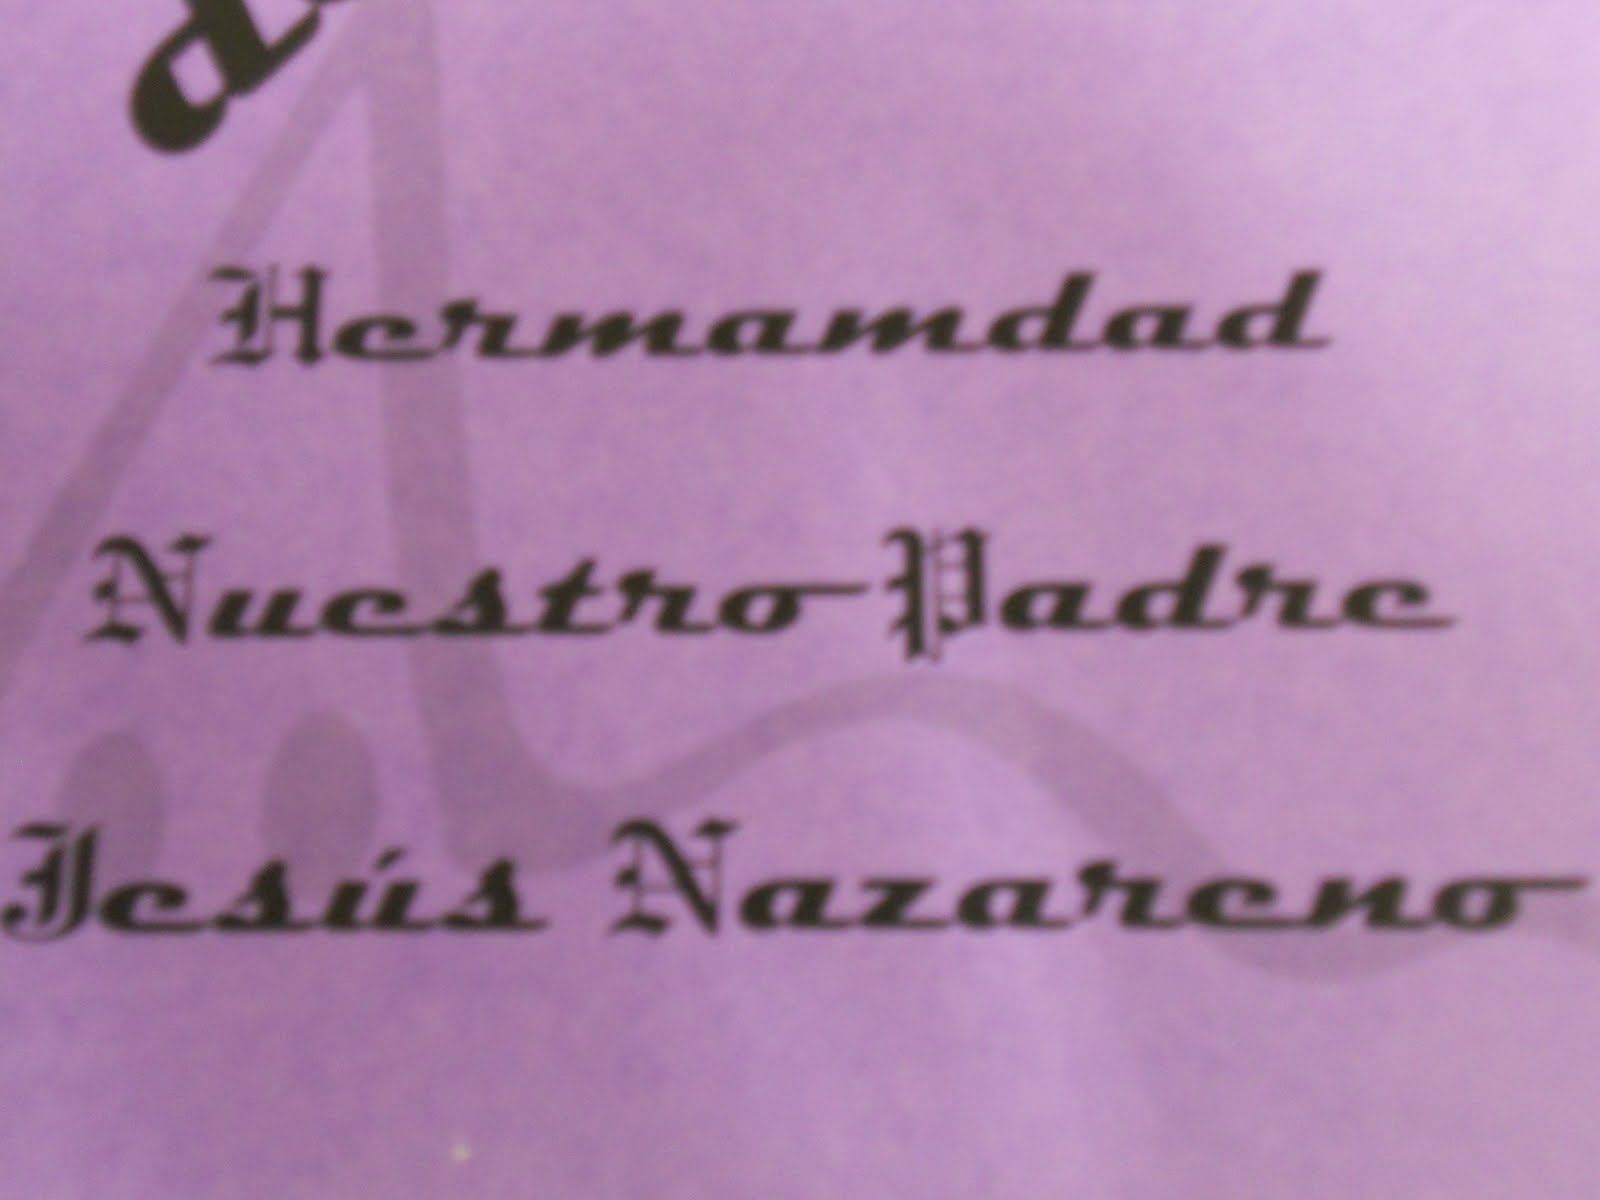 Hermamdad
Nuestro Padre
Jesús Nazareno